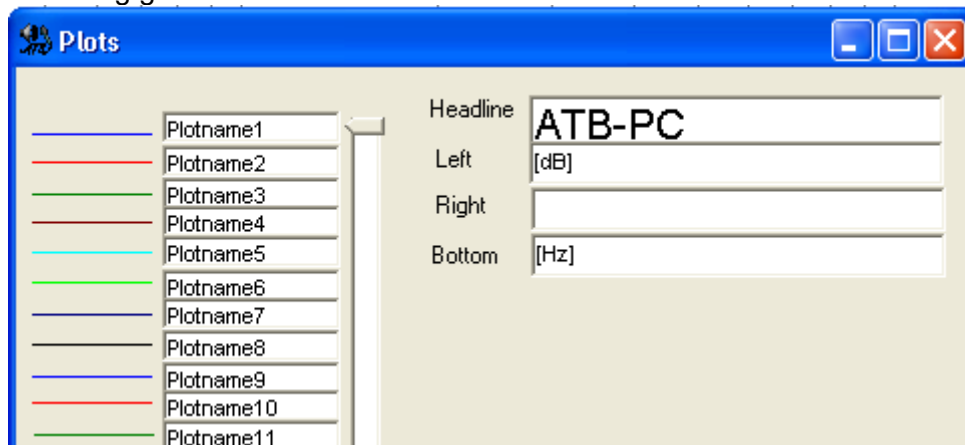 Plots
Headline ATB-PC
Left [dB]
Right
Bottom [Hz]
Plotname1
Plotname2
Plotname3
Plotname4
Plotname5
Plotname6
Plotname7
Plotname8
Plotname9
Plotname10
Plotname11